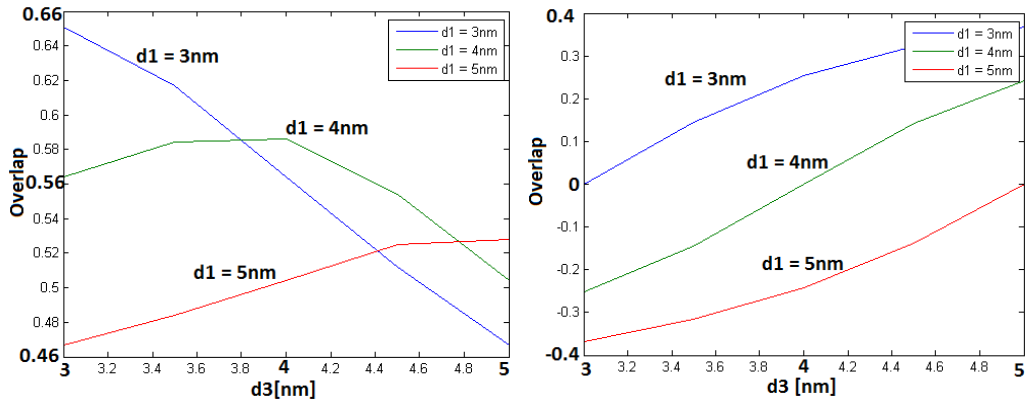 0.66
0.64
0.62
0.6
0.58
0.56
0.54
0.52
0.5
0.48
0.46
Overlap
d1 = 3nm
d1 = 4nm
d1 = 5nm
d1 = 3nm
d1 = 4nm
d1 = 5nm
3 3.2 3.4 3.6 3.8 4 4.2 4.4 4.6 4.8 5
d3[nm]
0.4
0.3
0.2
0.1
0
-0.1
-0.2
-0.3
-0.4
Overlap
d1 = 3nm
d1 = 4nm
d1 = 5nm
d1 = 3nm
d1 = 4nm
d1 = 5nm
3 3.2 3.4 3.6 3.8 4 4.2 4.4 4.6 4.8 5
d3 [nm]